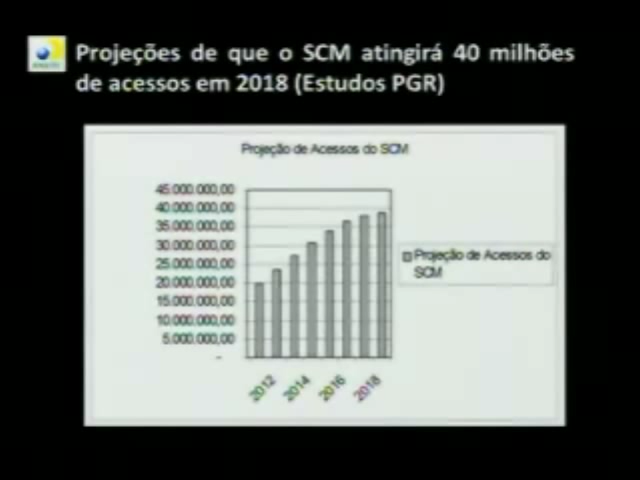 Projeções de que o SCM atingirá 40 milhões
de acessos em 2018 (Estudos PGR)
Projeção de Acessos do SCM
45.000.000,00
40.000.000,00
35.000.000,00
30.000.000,00
25.000.000,00
20.000.000,00
15.000.000,00
10.000.000,00
5.000.000,00
-
2012
2014
2016
2018
Projeção de Acessos do
SCM